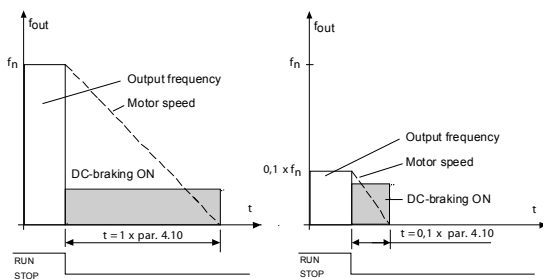 fout
fn
Output frequency
Motor speed
DC-braking ON
t
t = 1 x par. 4.10
RUN
STOP
fout
fn
Output frequency
0,1 x fn
Motor speed
DC-braking ON
t
t = 0,1 x par. 4.10
RUN
STOP